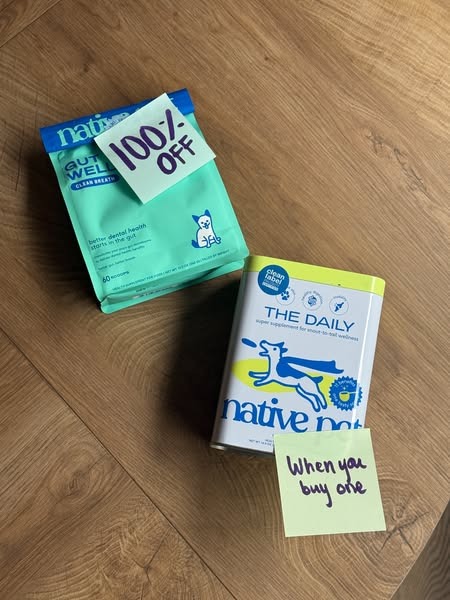 native
100%
OFF
GUT
WELL
CLEAN BREATH
better dental health
starts in the gut
60 SCOOPS
clean
label
THE DAILY
super supplement for snout-to-tail wellness
native pet
When you
buy one